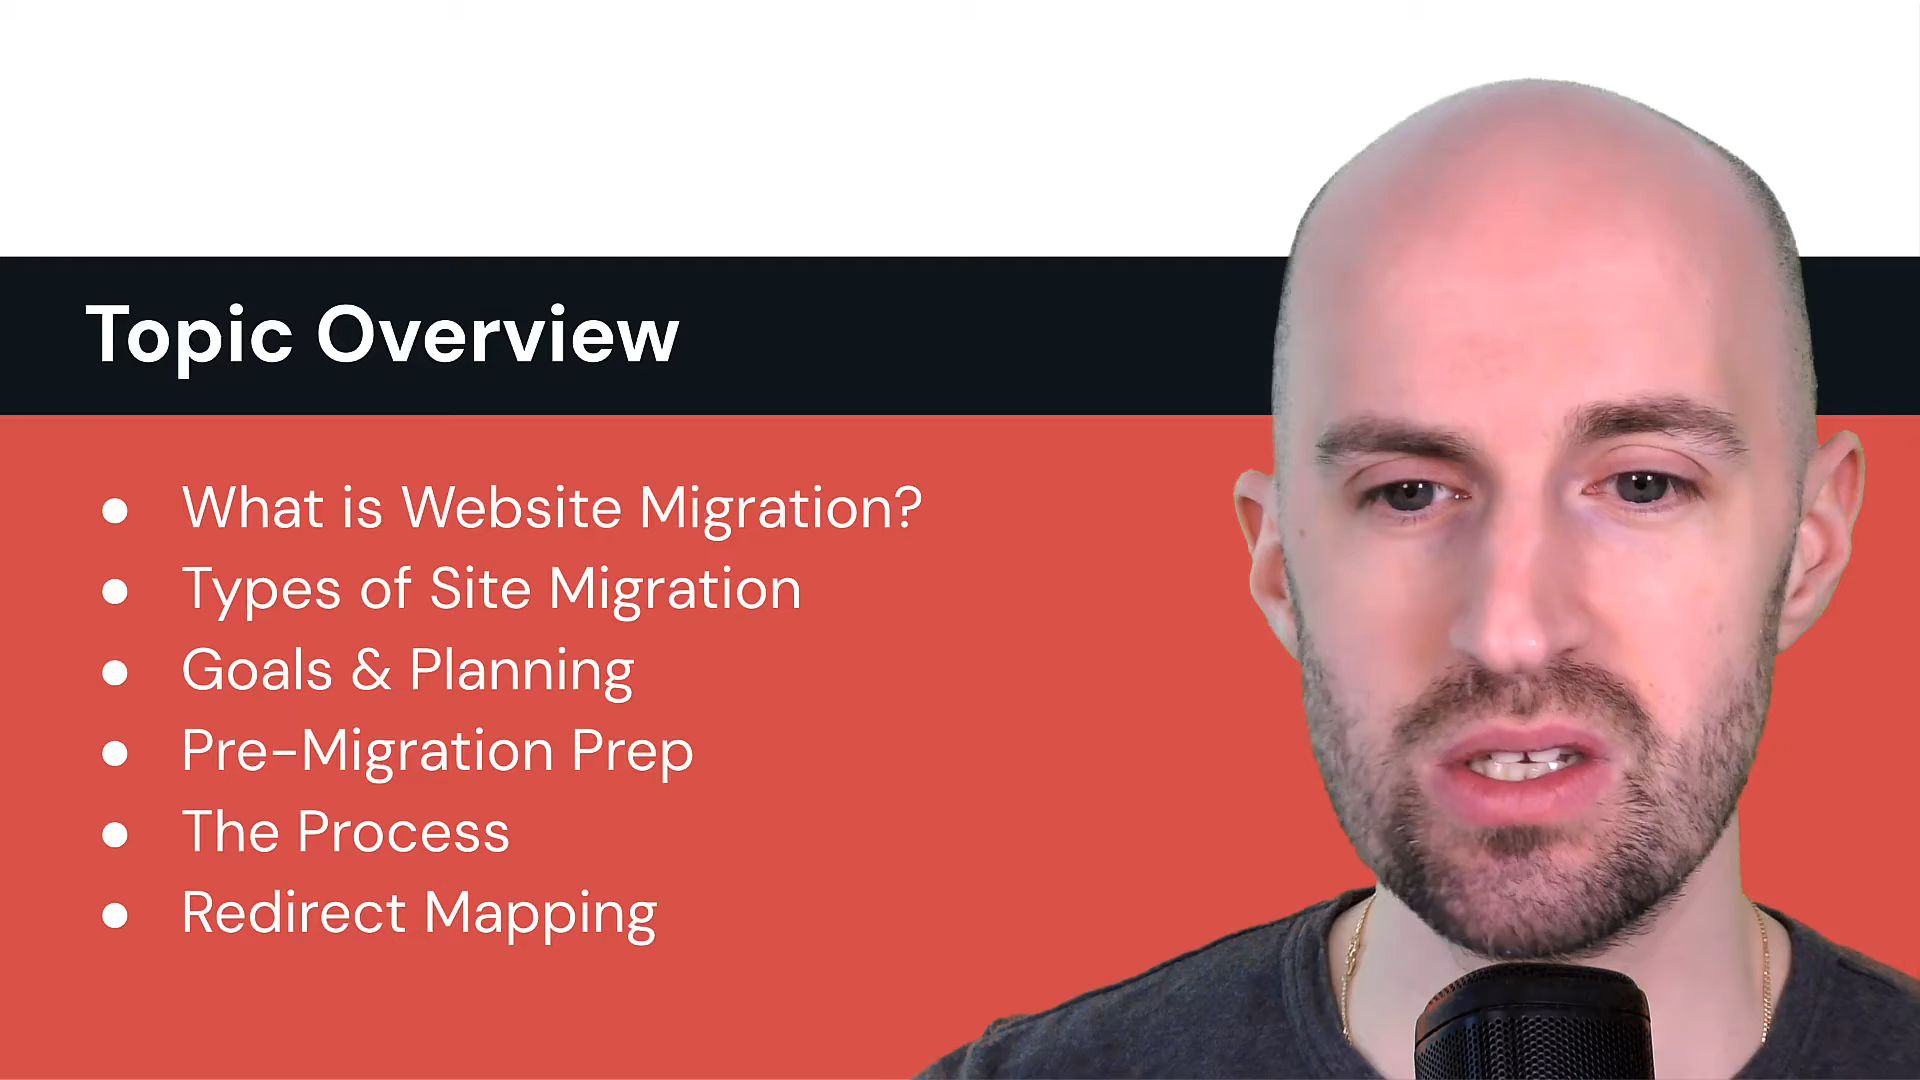 Topic Overview
● What is Website Migration?
● Types of Site Migration
● Goals & Planning
● Pre-Migration Prep
● The Process
● Redirect Mapping